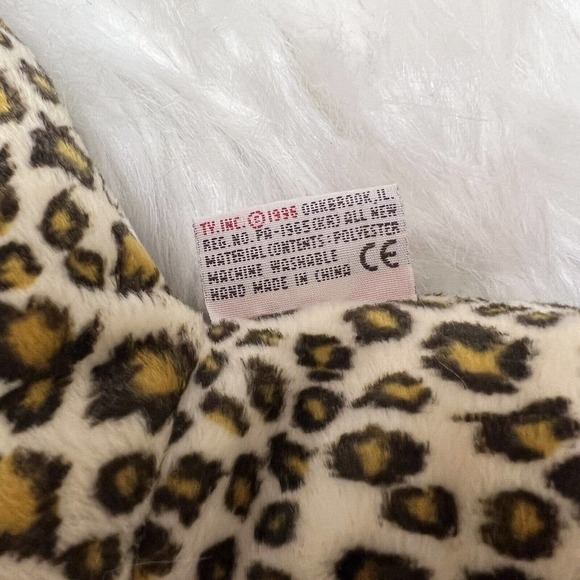 TY.INC. ©1996 OAKBROOK,IL.
REG.NO.PA-1965(KR) ALL NEW
MATERIAL CONTENTS: POLYESTER
MACHINE WASHABLE
HAND MADE IN CHINA CE